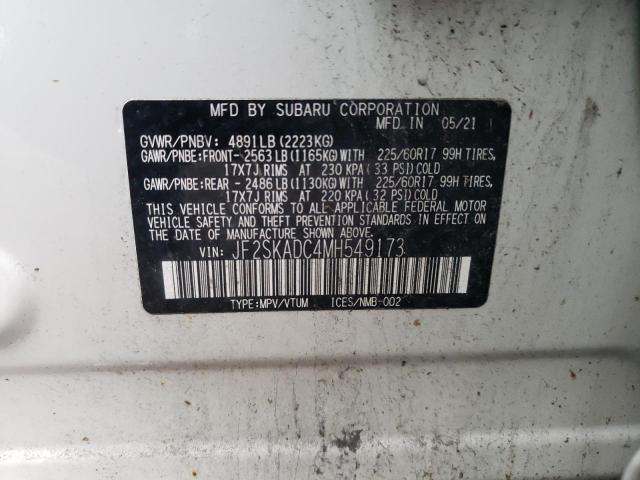 MFD BY SUBARU CORPORATION
MFD IN 05/21
GVWR/PNBV: 4891LB(2223KG)
GAWR/PNBE:FRONT- 2563LB(1165KG)WITH 225/60R17 99H TIRES,
17X7J RIMS AT 230 KPA( 33 PSI)COLD
GAWR/PNBE:REAR - 2486LB(1130KG)WITH 225/60R17 99H TIRES,
17X7J RIMS AT 220 KPA( 32 PSI)COLD
THIS VEHICLE CONFORMS TO ALL APPLICABLE FEDERAL MOTOR
VEHICLE SAFETY AND THEFT PREVENTION STANDARDS IN EFFECT ON
THE DATE OF MANUFACTURE SHOWN ABOVE.
VIN: JF2SKADC4MH549173
TYPE:MPV/VTUM ICES/NMB-002